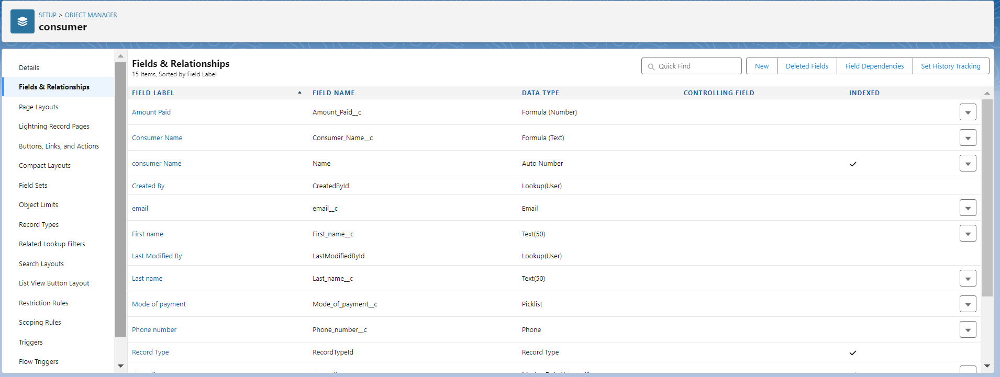 SETUP > OBJECT MANAGER
consumer
Details
Fields & Relationships
Page Layouts
Lightning Record Pages
Buttons, Links, and Actions
Compact Layouts
Field Sets
Object Limits
Record Types
Related Lookup Filters
Search Layouts
List View Button Layout
Restriction Rules
Scoping Rules
Triggers
Flow Triggers
Fields & Relationships
15 Items, Sorted by Field Label
Quick Find
New
Deleted Fields
Field Dependencies
Set History Tracking
FIELD LABEL FIELD NAME DATA TYPE CONTROLLING FIELD INDEXED
Amount Paid Amount_Paid__c Formula (Number)
Consumer Name Consumer_Name__c Formula (Text)
consumer Name Name Auto Number
Created By CreatedById Lookup(User)
email email__c Email
First name First_name__c Text(50)
Last Modified By LastModifiedById Lookup(User)
Last name Last_name__c Text(50)
Mode of payment Mode_of_payment__c Picklist
Phone number Phone_number__c Phone
Record Type RecordTypeId Record Type